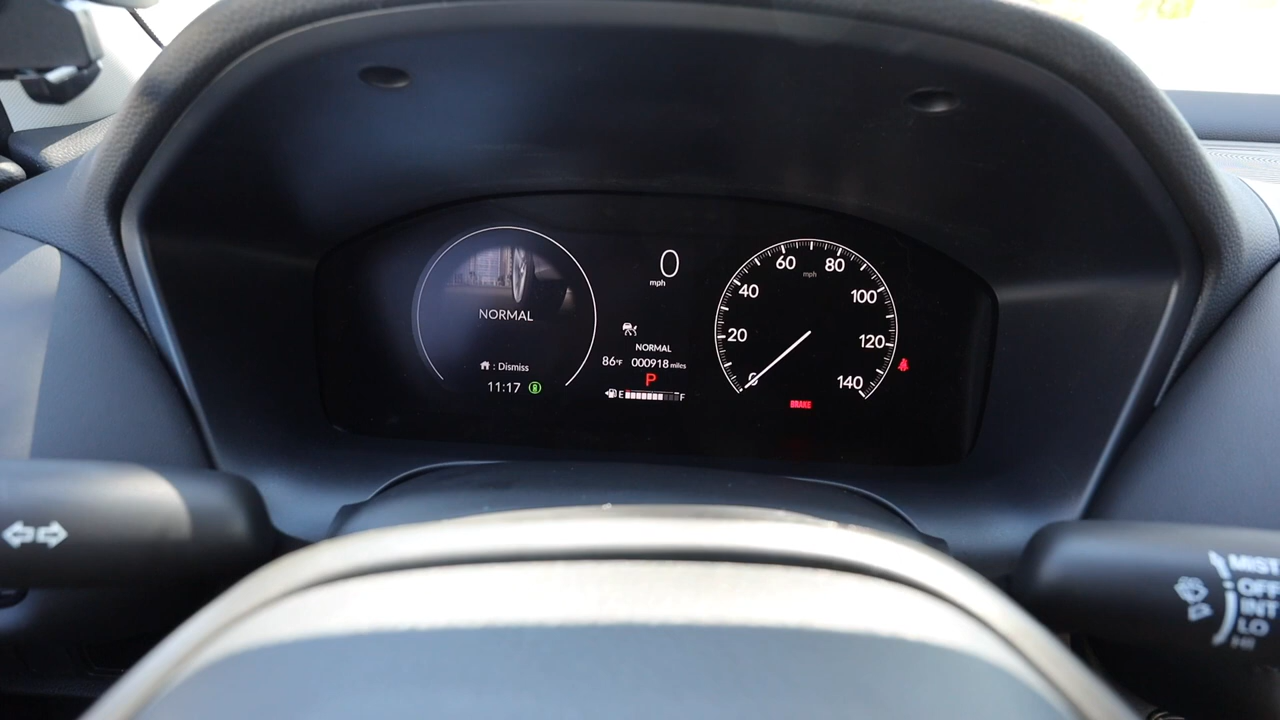 NORMAL
: Dismiss
11:17
0
mph
NORMAL
86°F 000918 miles
P
E F
0
20
40
60
80
100
120
140
mph
BRAKE
MIST
OFF
INT
LO
HI